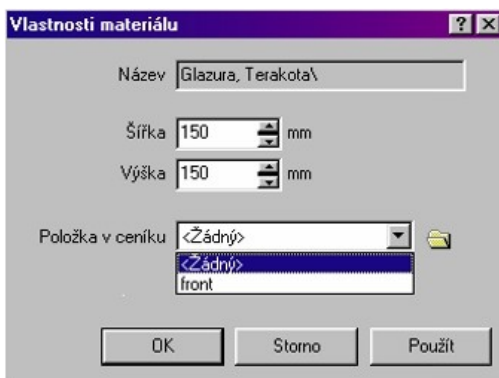 Vlastnosti materiálu
Název Glazura, Terakota\
Šířka 150 mm
Výška 150 mm
Položka v ceníku <Žádný>
<Žádný>
front
OK Storno Použít